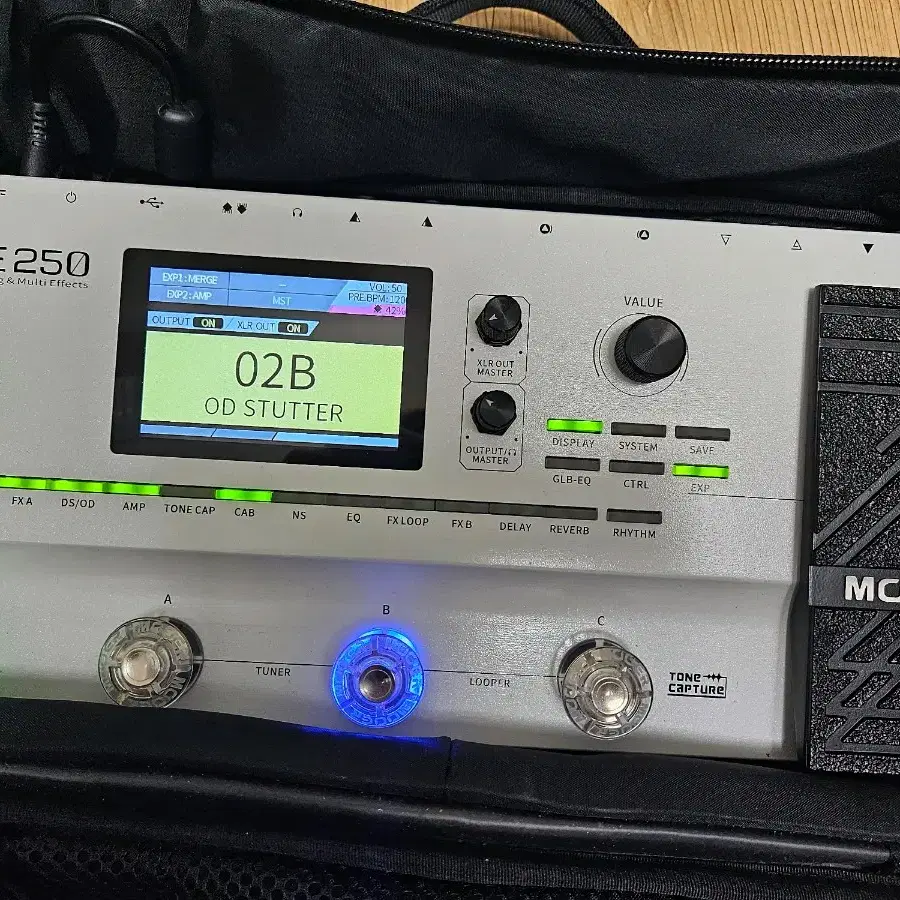 E250
g & Multi Effects
EXP1:MERGE
EXP2:AMP
MST
VOL:50
PRE.BPM:120
42%
OUTPUT ON XLR OUT ON
02B
OD STUTTER
XLR OUT
MASTER
OUTPUT/
MASTER
VALUE
DISPLAY SYSTEM SAVE
GLB-EQ CTRL EXP
FX A DS/OD AMP TONE CAP CAB NS EQ FX LOOP FX B DELAY REVERB RHYTHM
A B C
TUNER LOOPER
TONE
CAPTURE
MO